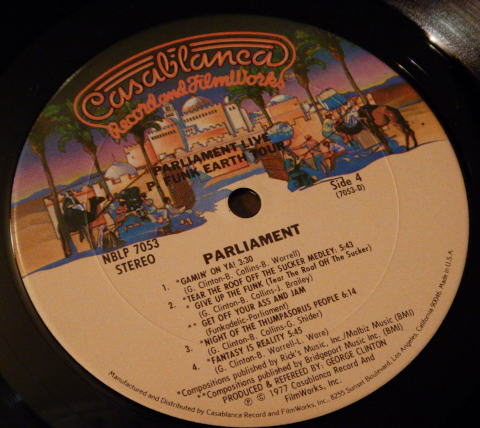 Casablanca
Record and FilmWorks
PARLIAMENT LIVE
P. FUNK EARTH TOUR
NBLP 7053
STEREO
Side 4
(7053-D)
PARLIAMENT
1. *GAMIN' ON YA! 3:30
(G. Clinton-B. Collins-B. Worrell)
2. *TEAR THE ROOF OFF THE SUCKER MEDLEY: 5:43
* GIVE UP THE FUNK (Tear The Roof Off The Sucker)
(G. Clinton-B. Collins-J. Brailey)
** GET OFF YOUR ASS AND JAM
(Funkadelic-Parliament)
3. *NIGHT OF THE THUMPASORUS PEOPLE 6:14
(G. Clinton-B. Collins-G. Shider)
4. *FANTASY IS REALITY 5:45
(G. Clinton-B. Worrell-L. Ware)
*Compositions published by Rick's Music, Inc./Malbiz Music (BMI)
**Compositions published by Bridgeport Music Inc. (BMI)
PRODUCED & REFEREED BY: GEORGE CLINTON
℗ © 1977 Casablanca Record And
FilmWorks, Inc.
Manufactured and Distributed by Casablanca Record and FilmWorks, Inc., 8255 Sunset Boulevard, Los Angeles, California 90046. Made in U.S.A.